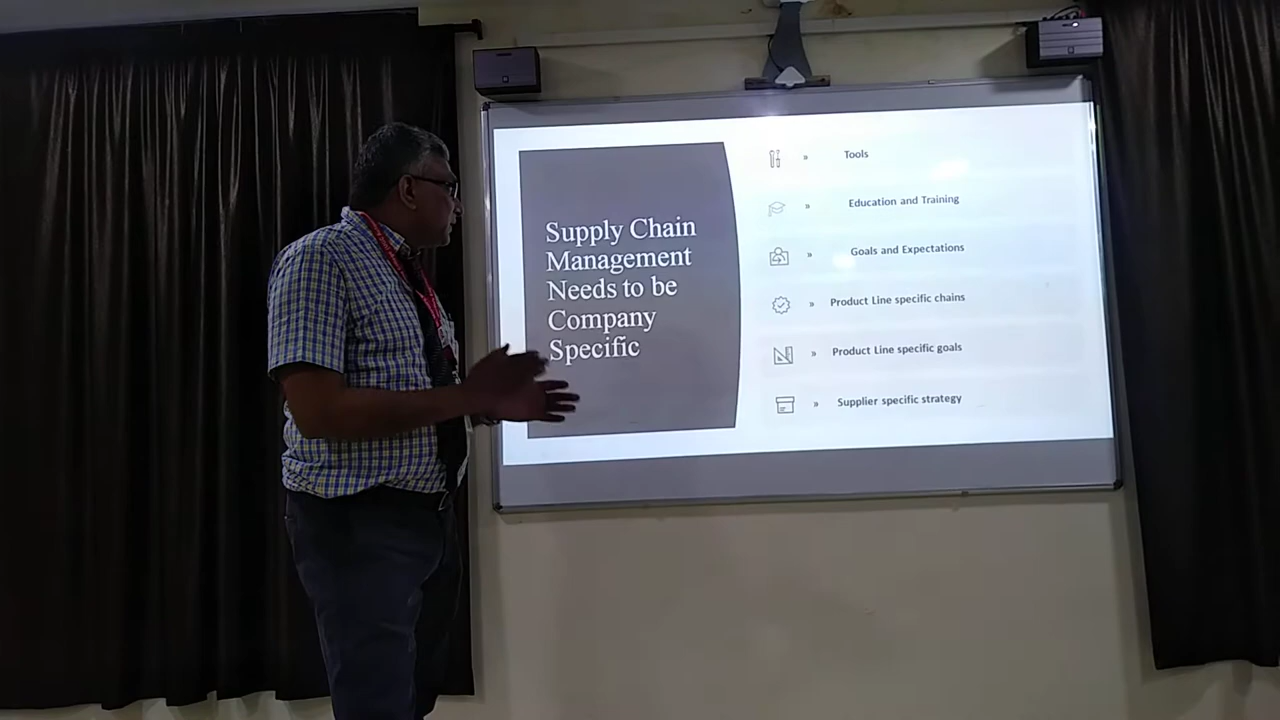 Supply Chain
Management
Needs to be
Company
Specific
» Tools
» Education and Training
» Goals and Expectations
» Product Line specific chains
» Product Line specific goals
» Supplier specific strategy